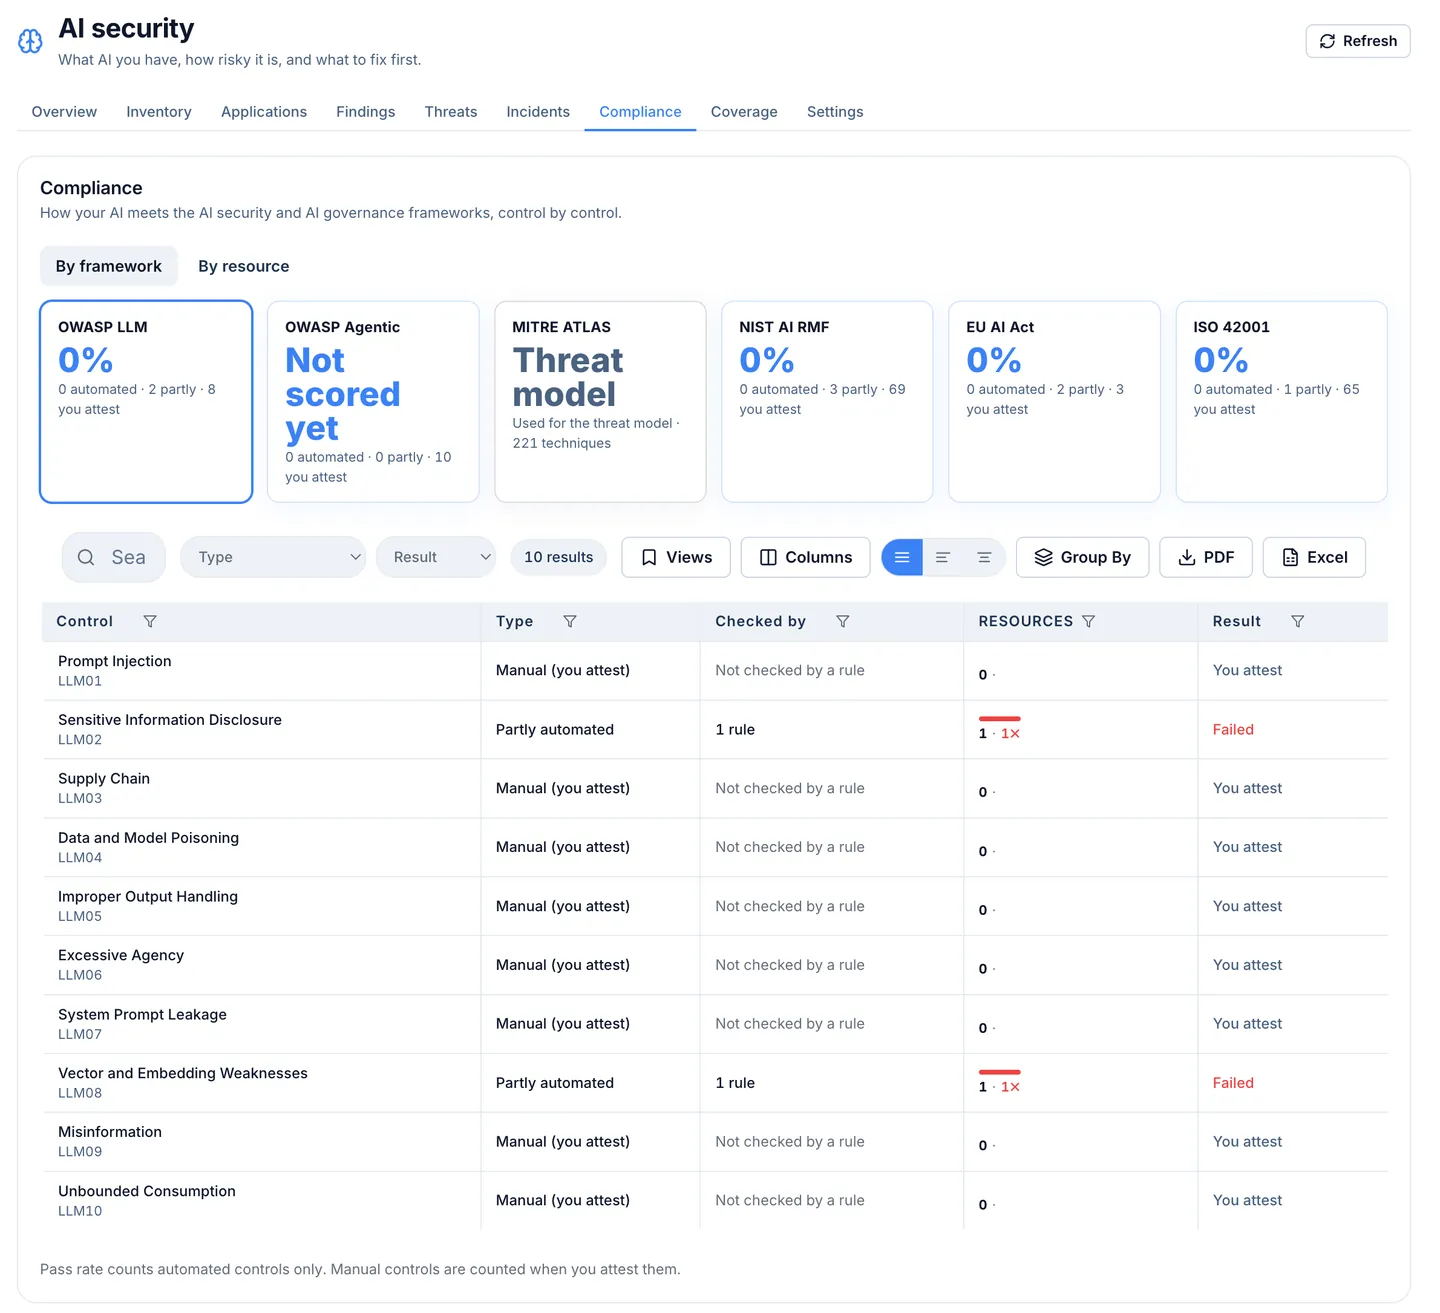 AI security
What AI you have, how risky it is, and what to fix first.
Refresh
Overview Inventory Applications Findings Threats Incidents Compliance Coverage Settings
Compliance
How your AI meets the AI security and AI governance frameworks, control by control.
By framework By resource
OWASP LLM
0%
0 automated · 2 partly · 8
you attest
OWASP Agentic
Not
scored
yet
0 automated · 0 partly · 10
you attest
MITRE ATLAS
Threat
model
Used for the threat model ·
221 techniques
NIST AI RMF
0%
0 automated · 3 partly · 69
you attest
EU AI Act
0%
0 automated · 2 partly · 3
you attest
ISO 42001
0%
0 automated · 1 partly · 65
you attest
Sea Type Result 10 results Views Columns Group By PDF Excel
Control Type Checked by RESOURCES Result
Prompt Injection
LLM01
Manual (you attest) Not checked by a rule 0 · You attest
Sensitive Information Disclosure
LLM02
Partly automated 1 rule 1 · 1× Failed
Supply Chain
LLM03
Manual (you attest) Not checked by a rule 0 · You attest
Data and Model Poisoning
LLM04
Manual (you attest) Not checked by a rule 0 · You attest
Improper Output Handling
LLM05
Manual (you attest) Not checked by a rule 0 · You attest
Excessive Agency
LLM06
Manual (you attest) Not checked by a rule 0 · You attest
System Prompt Leakage
LLM07
Manual (you attest) Not checked by a rule 0 · You attest
Vector and Embedding Weaknesses
LLM08
Partly automated 1 rule 1 · 1× Failed
Misinformation
LLM09
Manual (you attest) Not checked by a rule 0 · You attest
Unbounded Consumption
LLM10
Manual (you attest) Not checked by a rule 0 · You attest
Pass rate counts automated controls only. Manual controls are counted when you attest them.